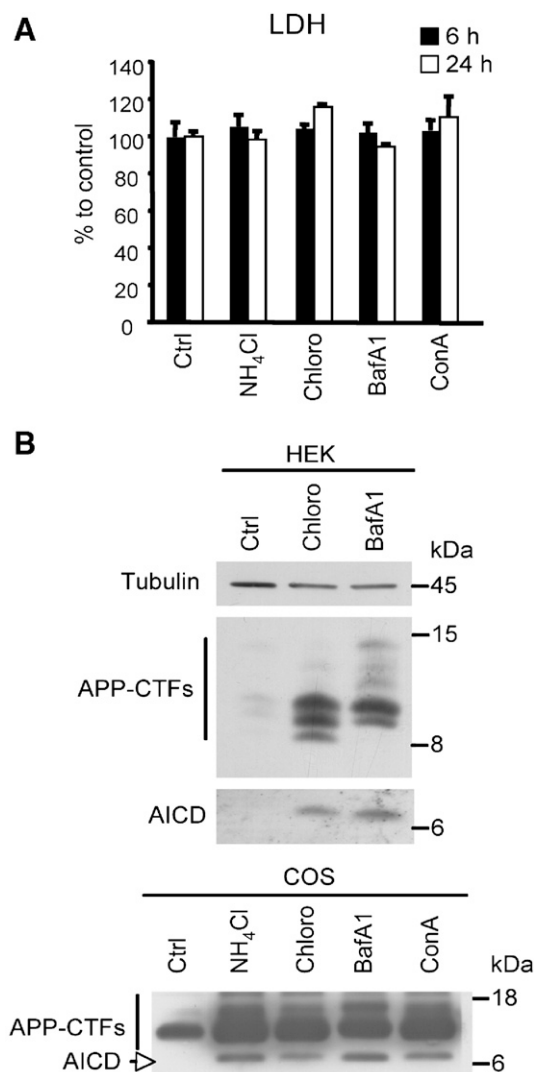 A
LDH
6 h
24 h
% to control
140
120
100
80
60
40
20
0
Ctrl
NH4Cl
Chloro
BafA1
ConA
B
HEK
Ctrl
Chloro
BafA1
kDa
Tubulin
45
15
APP-CTFs
8
AICD
6
COS
Ctrl
NH4Cl
Chloro
BafA1
ConA
kDa
18
APP-CTFs
AICD
6